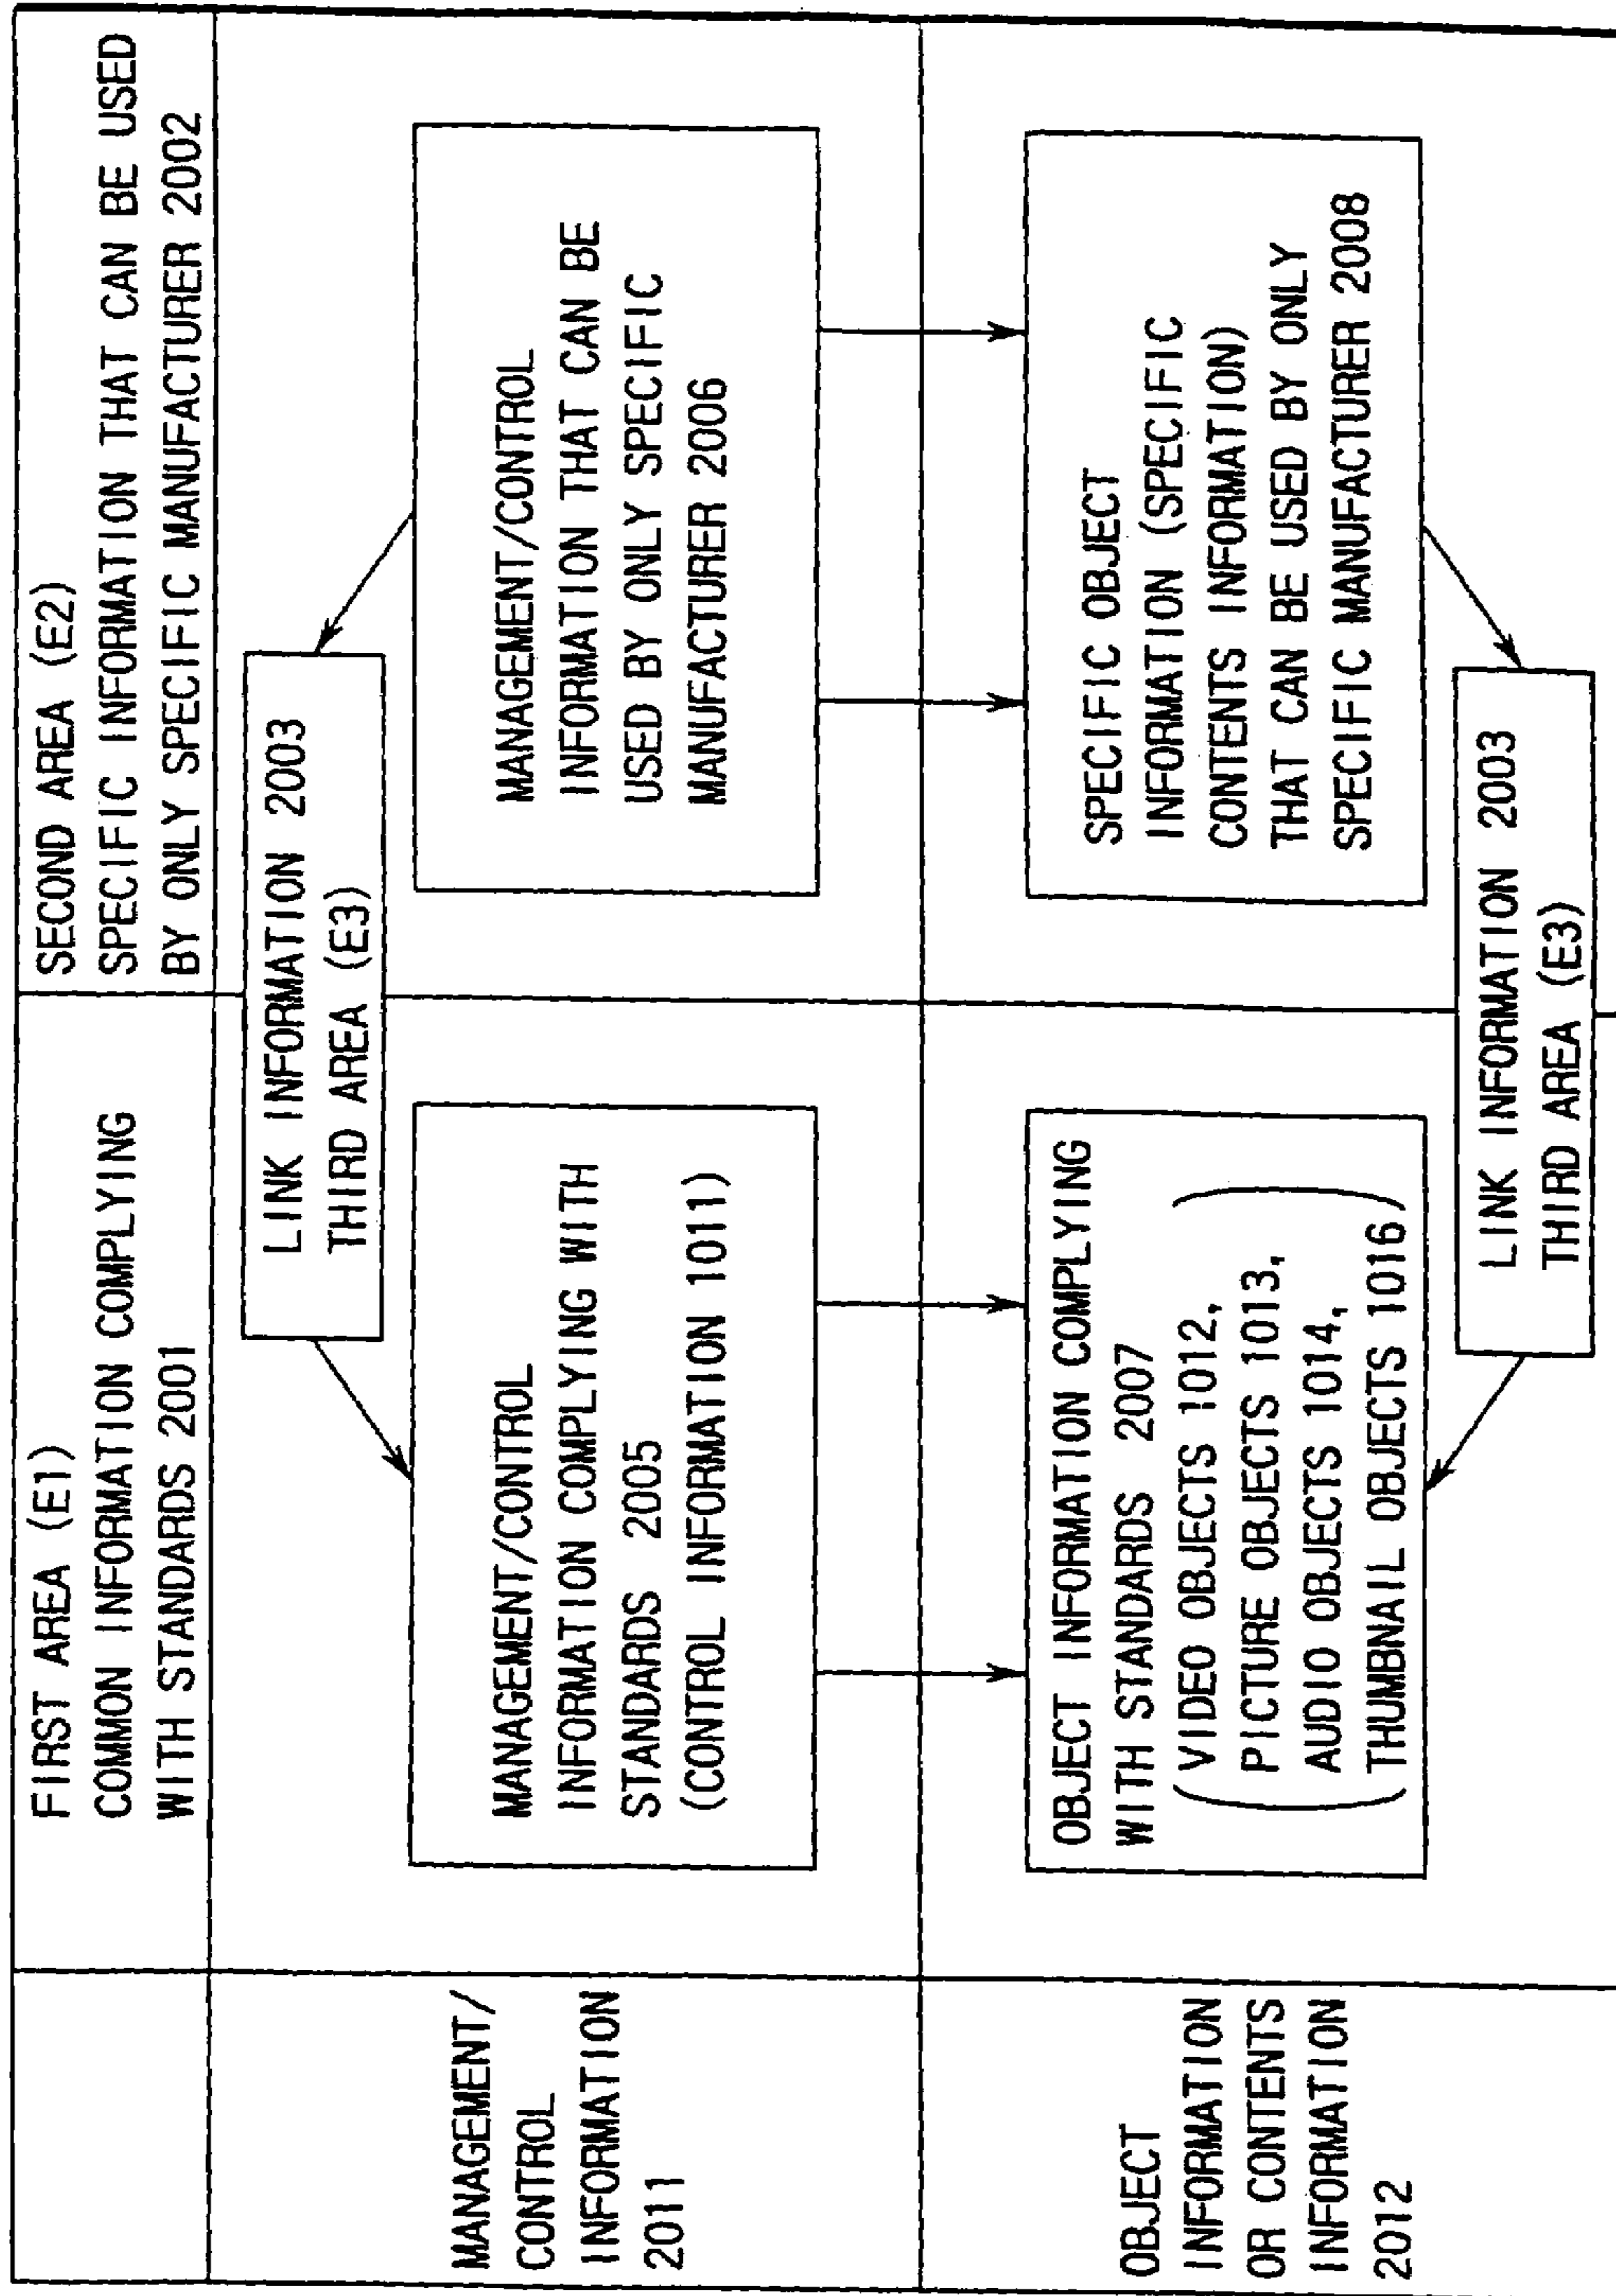 FIRST AREA (E1)
COMMON INFORMATION COMPLYING
WITH STANDARDS 2001
SECOND AREA (E2)
SPECIFIC INFORMATION THAT CAN BE USED
BY ONLY SPECIFIC MANUFACTURER 2002
MANAGEMENT/
CONTROL
INFORMATION
2011
LINK INFORMATION 2003
THIRD AREA (E3)
MANAGEMENT/CONTROL
INFORMATION COMPLYING WITH
STANDARDS 2005
(CONTROL INFORMATION 1011)
MANAGEMENT/CONTROL
INFORMATION THAT CAN BE
USED BY ONLY SPECIFIC
MANUFACTURER 2006
OBJECT
INFORMATION
OR CONTENTS
INFORMATION
2012
OBJECT INFORMATION COMPLYING
WITH STANDARDS 2007
(VIDEO OBJECTS 1012,
PICTURE OBJECTS 1013,
AUDIO OBJECTS 1014,
THUMBNAIL OBJECTS 1016)
SPECIFIC OBJECT
INFORMATION (SPECIFIC
CONTENTS INFORMATION)
THAT CAN BE USED BY ONLY
SPECIFIC MANUFACTURER 2008
LINK INFORMATION 2003
THIRD AREA (E3)